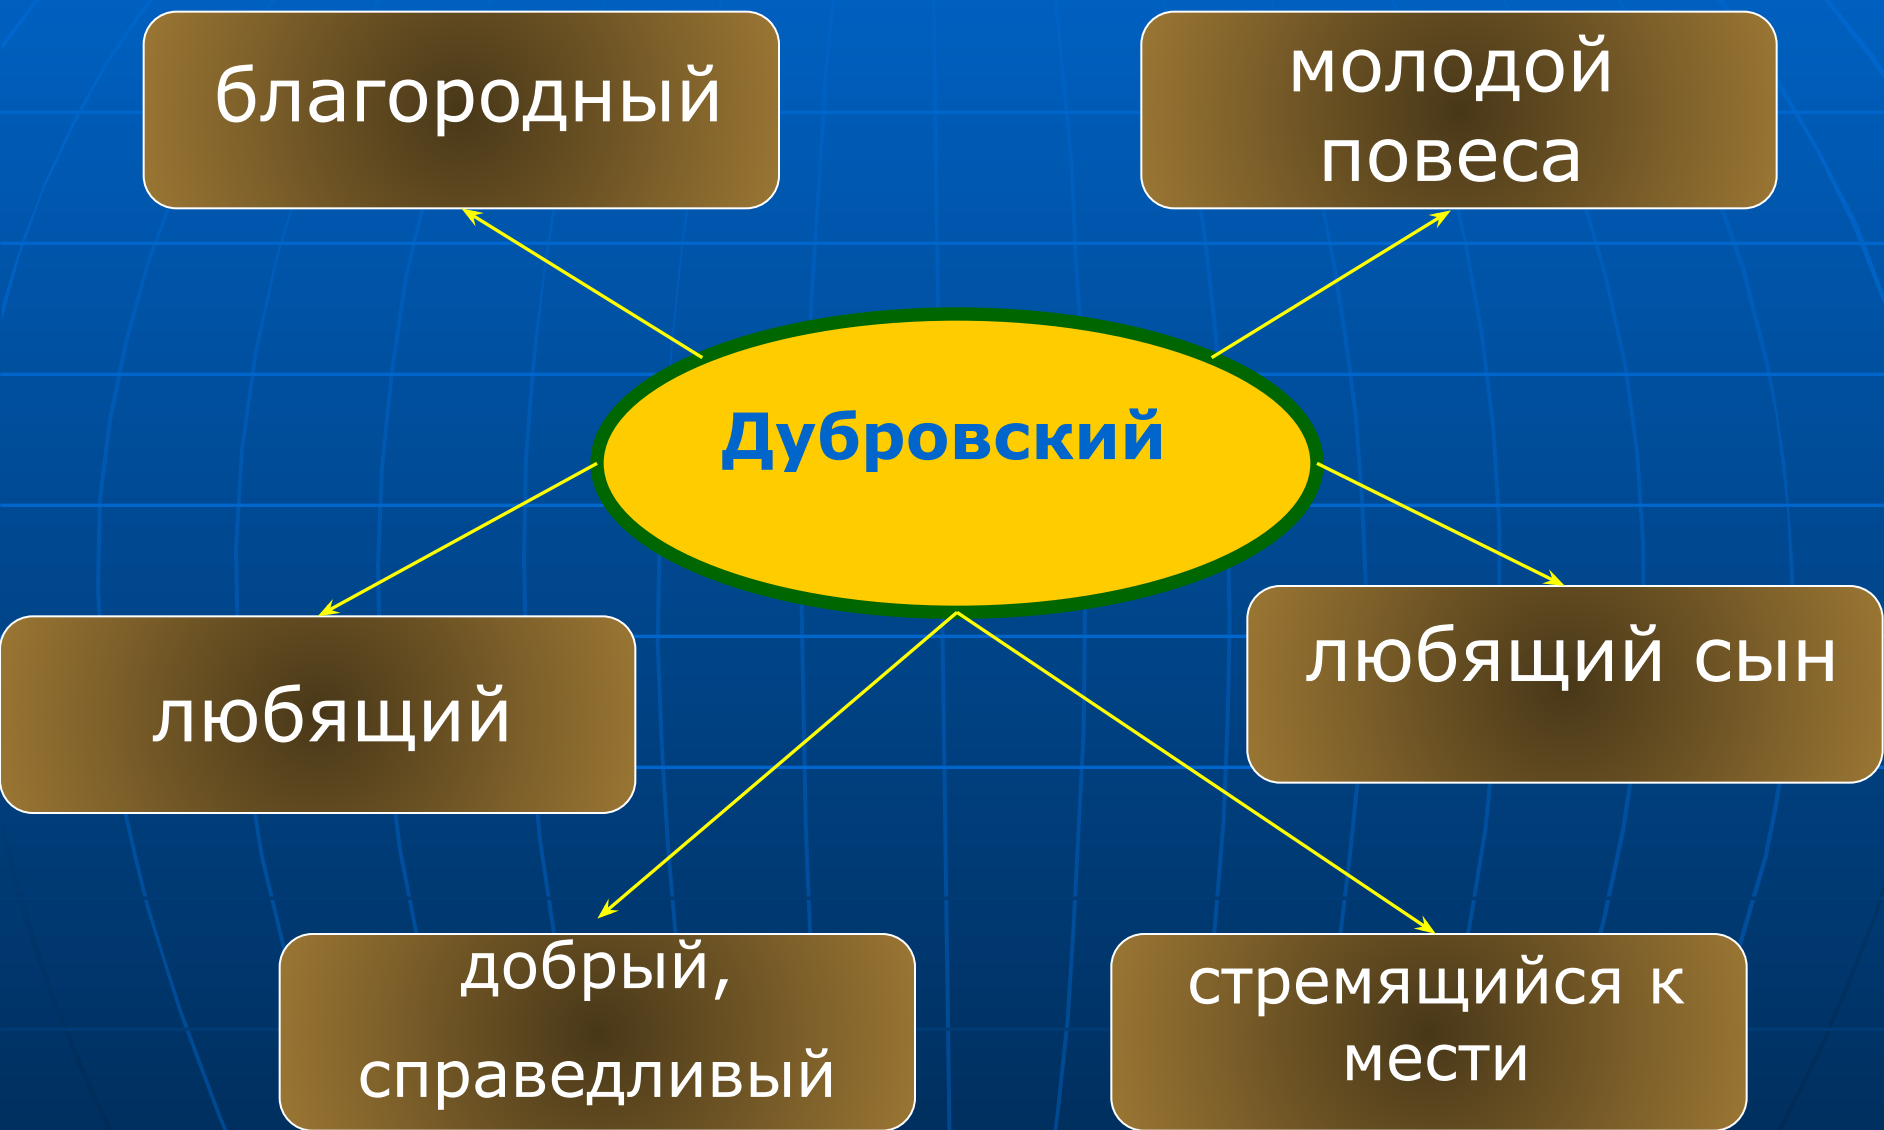 благородный
молодой
повеса
Дубровский
любящий
любящий сын
добрый,
справедливый
стремящийся к
мести